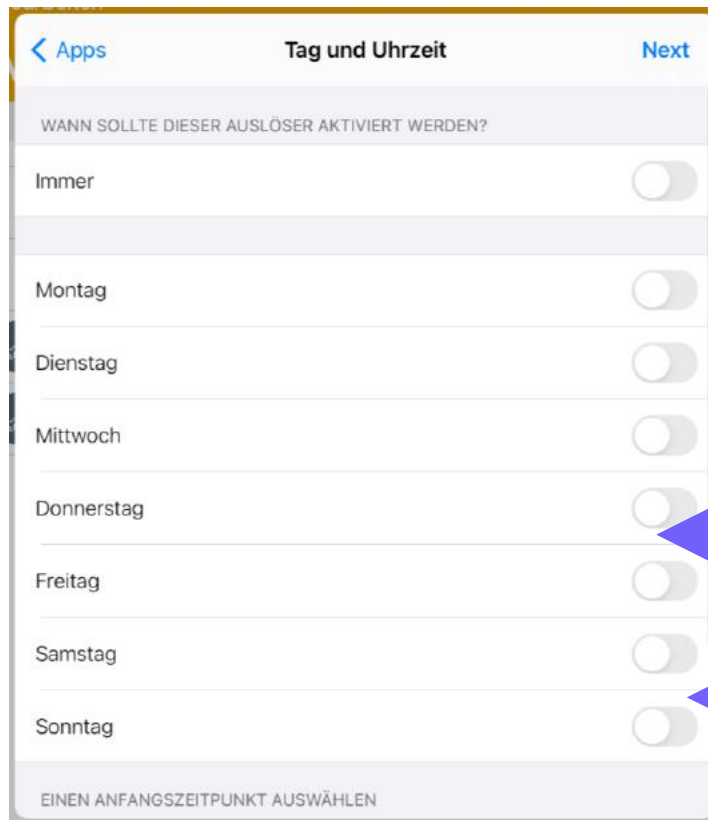 Apps Tag und Uhrzeit Next
WANN SOLLTE DIESER AUSLÖSER AKTIVIERT WERDEN?
Immer
Montag
Dienstag
Mittwoch
Donnerstag
Freitag
Samstag
Sonntag
EINEN ANFANGSZEITPUNKT AUSWÄHLEN